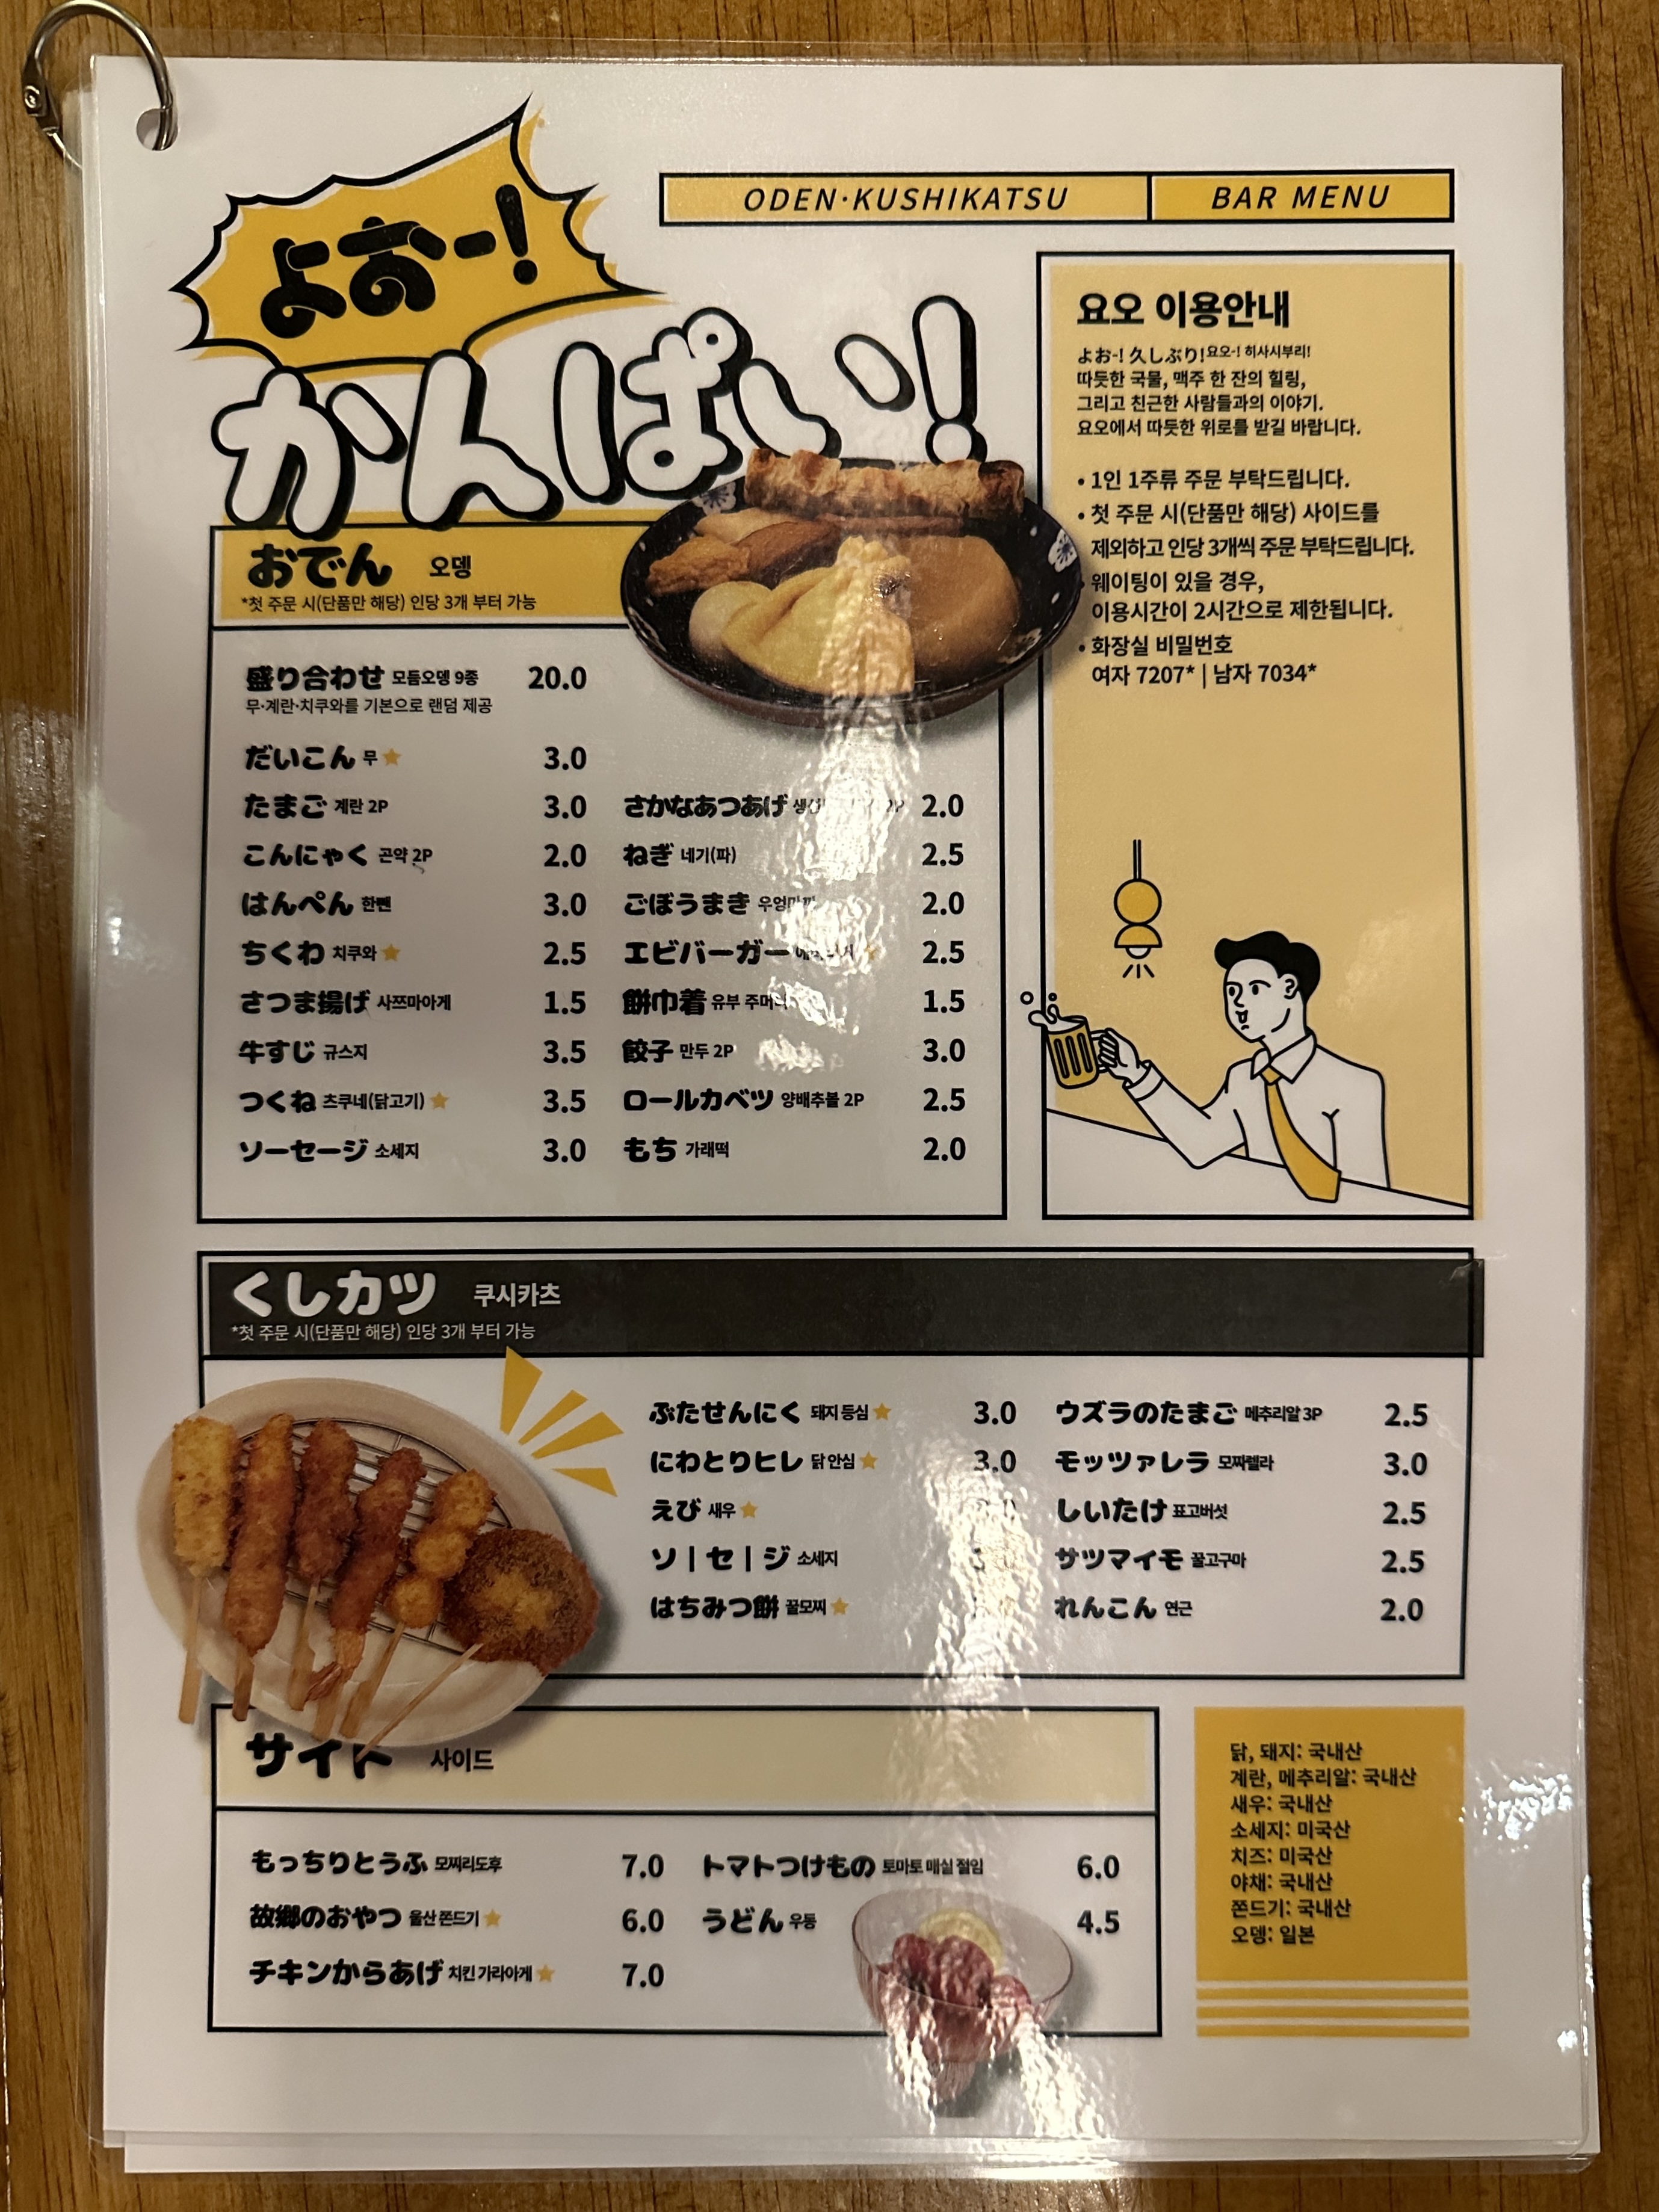 よお-!
かんぱい!
ODEN·KUSHIKATSU
BAR MENU
요오 이용안내
よお-! 久しぶり! 요오-! 히사시부리!
따듯한 국물, 맥주 한 잔의 힐링,
그리고 친근한 사람들과의 이야기.
요오에서 따듯한 위로를 받길 바랍니다.
• 1인 1주류 주문 부탁드립니다.
• 첫 주문 시(단품만 해당) 사이드를
제외하고 인당 3개씩 주문 부탁드립니다.
• 웨이팅이 있을 경우,
이용시간이 2시간으로 제한됩니다.
• 화장실 비밀번호
여자 7207* | 남자 7034*
おでん 오뎅
*첫 주문 시(단품만 해당) 인당 3개 부터 가능
盛り合わせ 모듬오뎅 9종 20.0
무·계란·치쿠와를 기본으로 랜덤 제공
だいこん 무 ★ 3.0
たまご 계란 2P 3.0
こんにゃく 곤약 2P 2.0
はんぺん 한펜 3.0
ちくわ 치쿠와 ★ 2.5
さつま揚げ 사쯔마아게 1.5
牛すじ 규스지 3.5
つくね 츠쿠네(닭고기) ★ 3.5
ソーセージ 소세지 3.0
さかなあつあげ 2P 2.0
ねぎ 네기(파) 2.5
ごぼうまき 2.0
エビバーガー ★ 2.5
餅巾着 유부 1.5
餃子 만두 2P 3.0
ロールカベツ 양배추볼 2P 2.5
もち 가래떡 2.0
くしカツ 쿠시카츠
*첫 주문 시(단품만 해당) 인당 3개 부터 가능
ぶたせんにく 돼지 등심 ★ 3.0
にわとりヒレ 닭 안심 ★ 3.0
えび 새우 ★
ソ|セ|ジ 소세지
はちみつ餅 꿀모찌 ★
ウズラのたまご 메추리알 3P 2.5
モッツァレラ 모짜렐라 3.0
しいたけ 표고버섯 2.5
サツマイモ 꿀고구마 2.5
れんこん 연근 2.0
サイド 사이드
もっちりとうふ 모찌리도후 7.0
故郷のおやつ 울산 쫀드기 ★ 6.0
チキンからあげ 치킨 가라아게 ★ 7.0
トマトつけもの 토마토 매실 절임 6.0
うどん 우동 4.5
닭, 돼지: 국내산
계란, 메추리알: 국내산
새우: 국내산
소세지: 미국산
치즈: 미국산
야채: 국내산
쫀드기: 국내산
오뎅: 일본